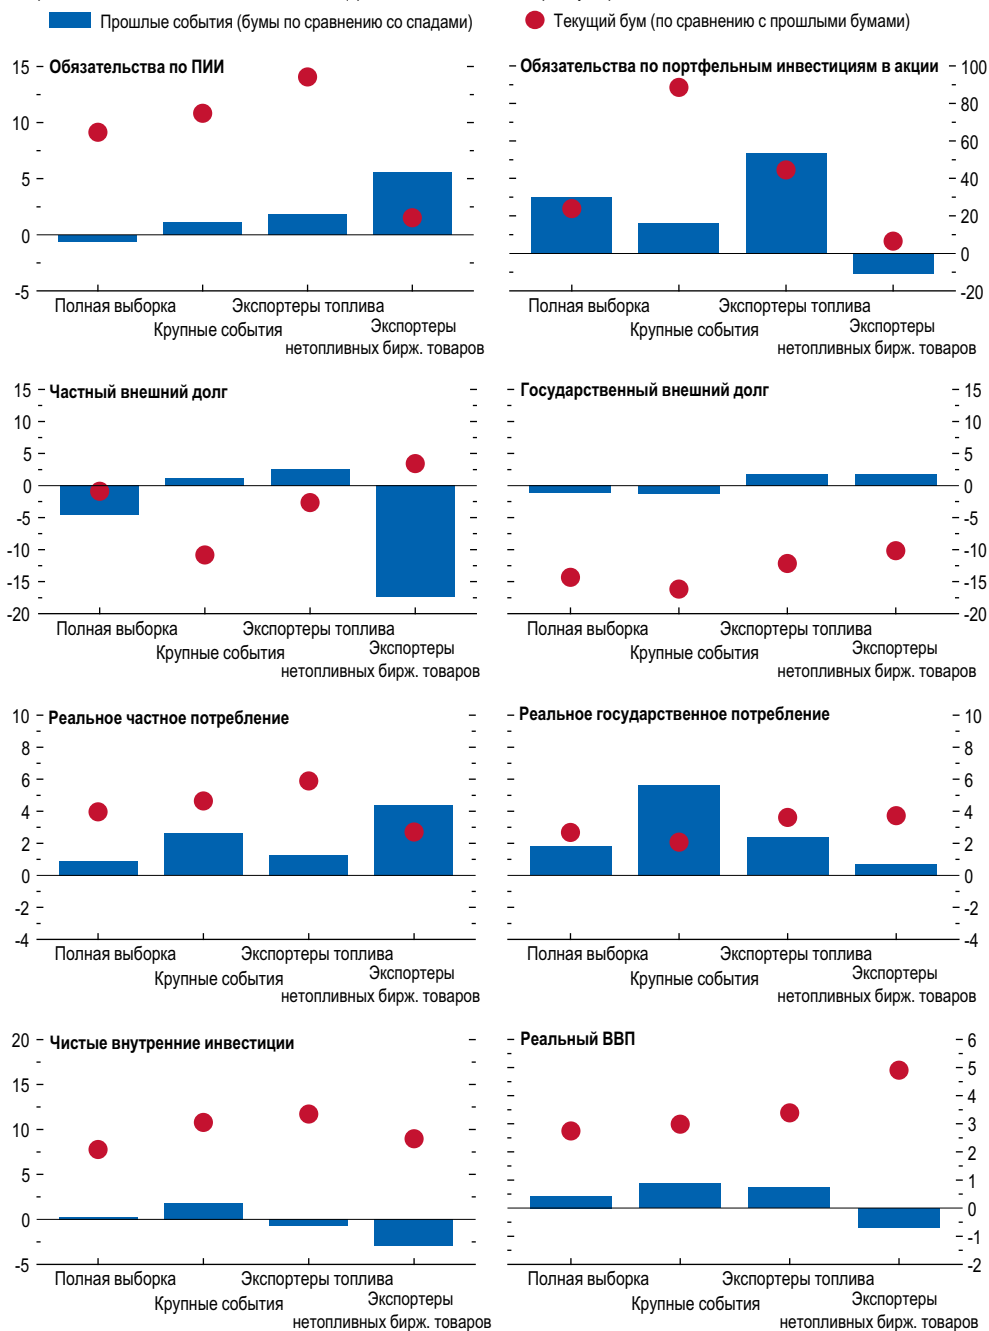 Прошлые события (бумы по сравнению со спадами)
Текущий бум (по сравнению с прошлыми бумами)
Обязательства по ПИИ
15
10
5
0
-5
Полная выборка
Крупные события
Экспортеры топлива
Экспортеры
нетопливных бирж. товаров
Обязательства по портфельным инвестициям в акции
100
80
60
40
20
0
-20
Полная выборка
Крупные события
Экспортеры топлива
Экспортеры
нетопливных бирж. товаров
Частный внешний долг
15
10
5
0
-5
-10
-15
-20
Полная выборка
Крупные события
Экспортеры топлива
Экспортеры
нетопливных бирж. товаров
Государственный внешний долг
15
10
5
0
-5
-10
-15
-20
Полная выборка
Крупные события
Экспортеры топлива
Экспортеры
нетопливных бирж. товаров
Реальное частное потребление
10
8
6
4
2
0
-2
-4
Полная выборка
Крупные события
Экспортеры топлива
Экспортеры
нетопливных бирж. товаров
Реальное государственное потребление
10
8
6
4
2
0
-2
-4
Полная выборка
Крупные события
Экспортеры топлива
Экспортеры
нетопливных бирж. товаров
Чистые внутренние инвестиции
20
15
10
5
0
-5
Полная выборка
Крупные события
Экспортеры топлива
Экспортеры
нетопливных бирж. товаров
Реальный ВВП
6
5
4
3
2
1
0
-1
-2
Полная выборка
Крупные события
Экспортеры топлива
Экспортеры
нетопливных бирж. товаров